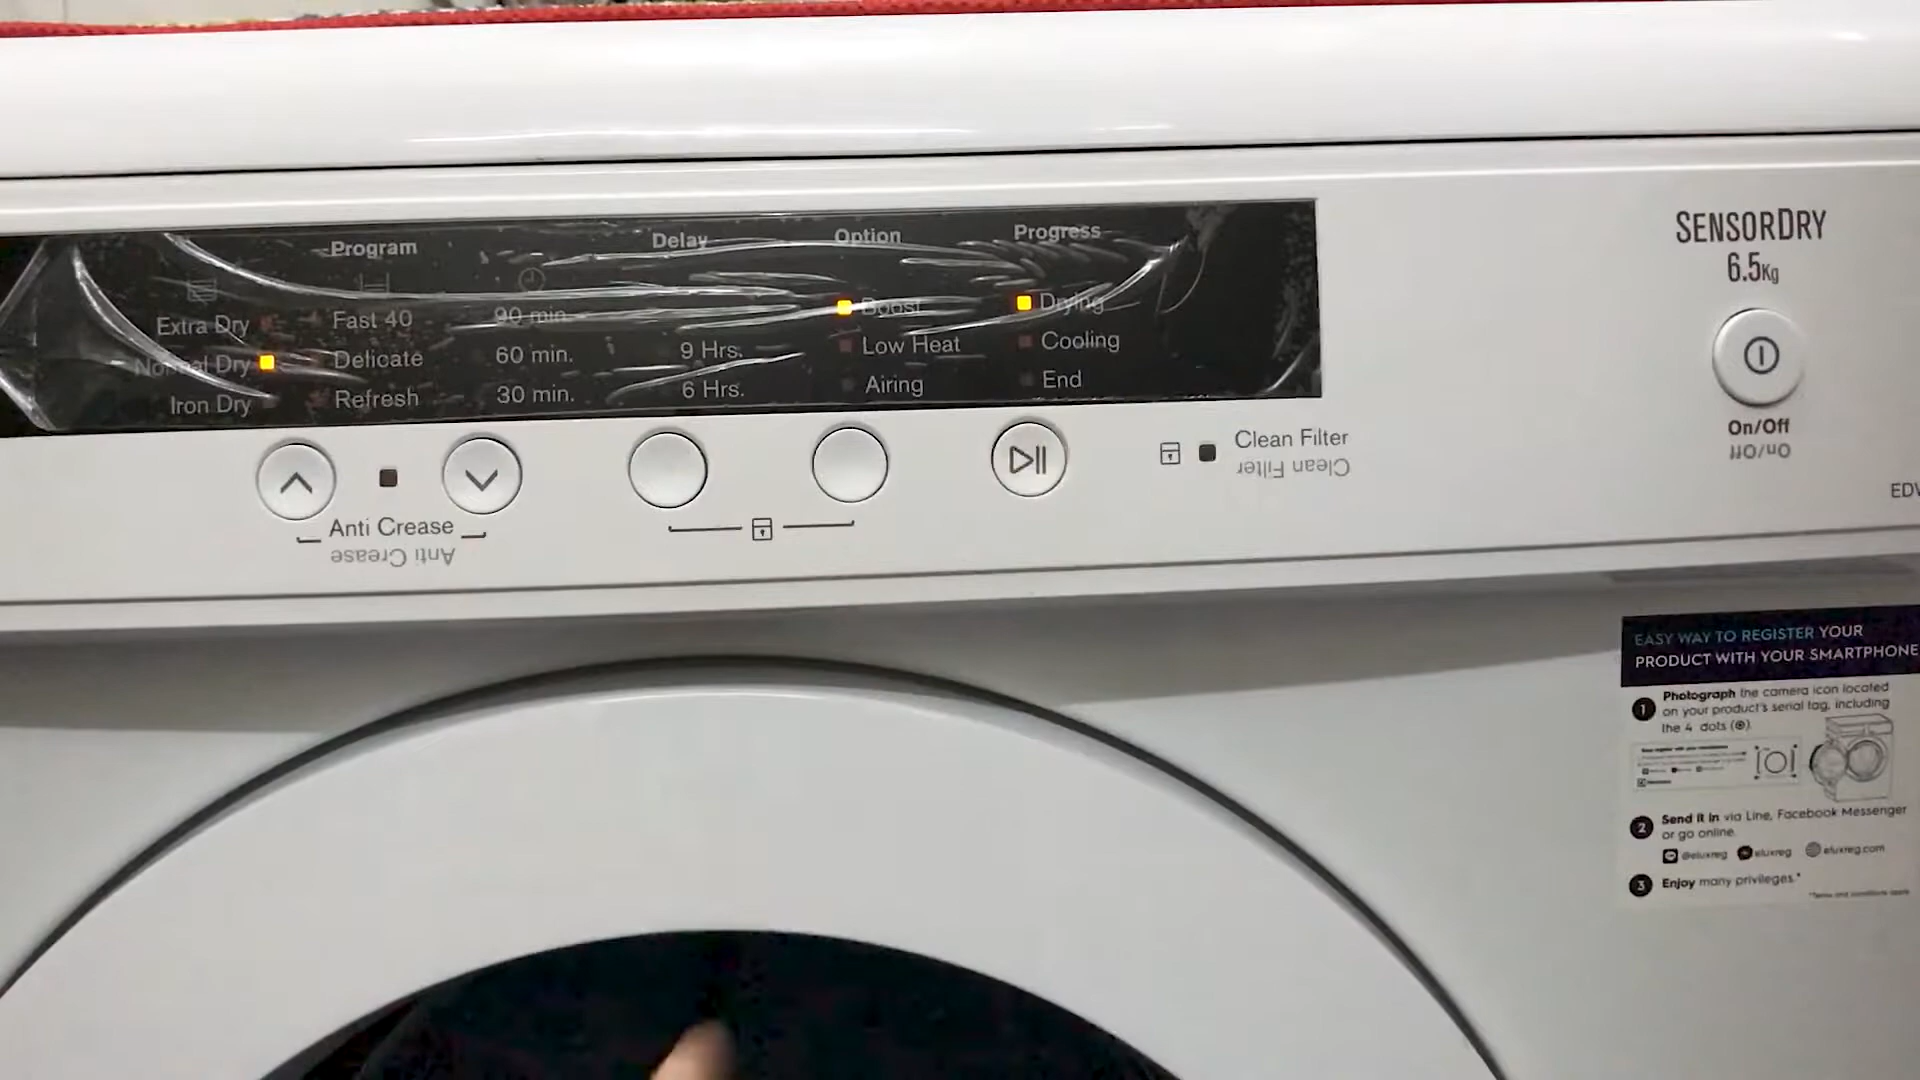 Program
Delay
Option
Progress
Extra Dry
Fast 40
90 min.
Boost
Drying
Normal Dry
Delicate
60 min.
9 Hrs.
Low Heat
Cooling
Iron Dry
Refresh
30 min.
6 Hrs.
Airing
End
Anti Crease
Anti Crease
Clean Filter
Clean Filter
SENSORDRY
6.5Kg
On/Off
On/Off
EASY WAY TO REGISTER YOUR
PRODUCT WITH YOUR SMARTPHONE
1 Photograph the camera icon located
on your product's serial tag, including
the 4 dots
2 Send it in via Line, Facebook Messenger
or go online.
@eluxreg eluxreg eluxreg.com
3 Enjoy many privileges.*
*Terms and conditions apply